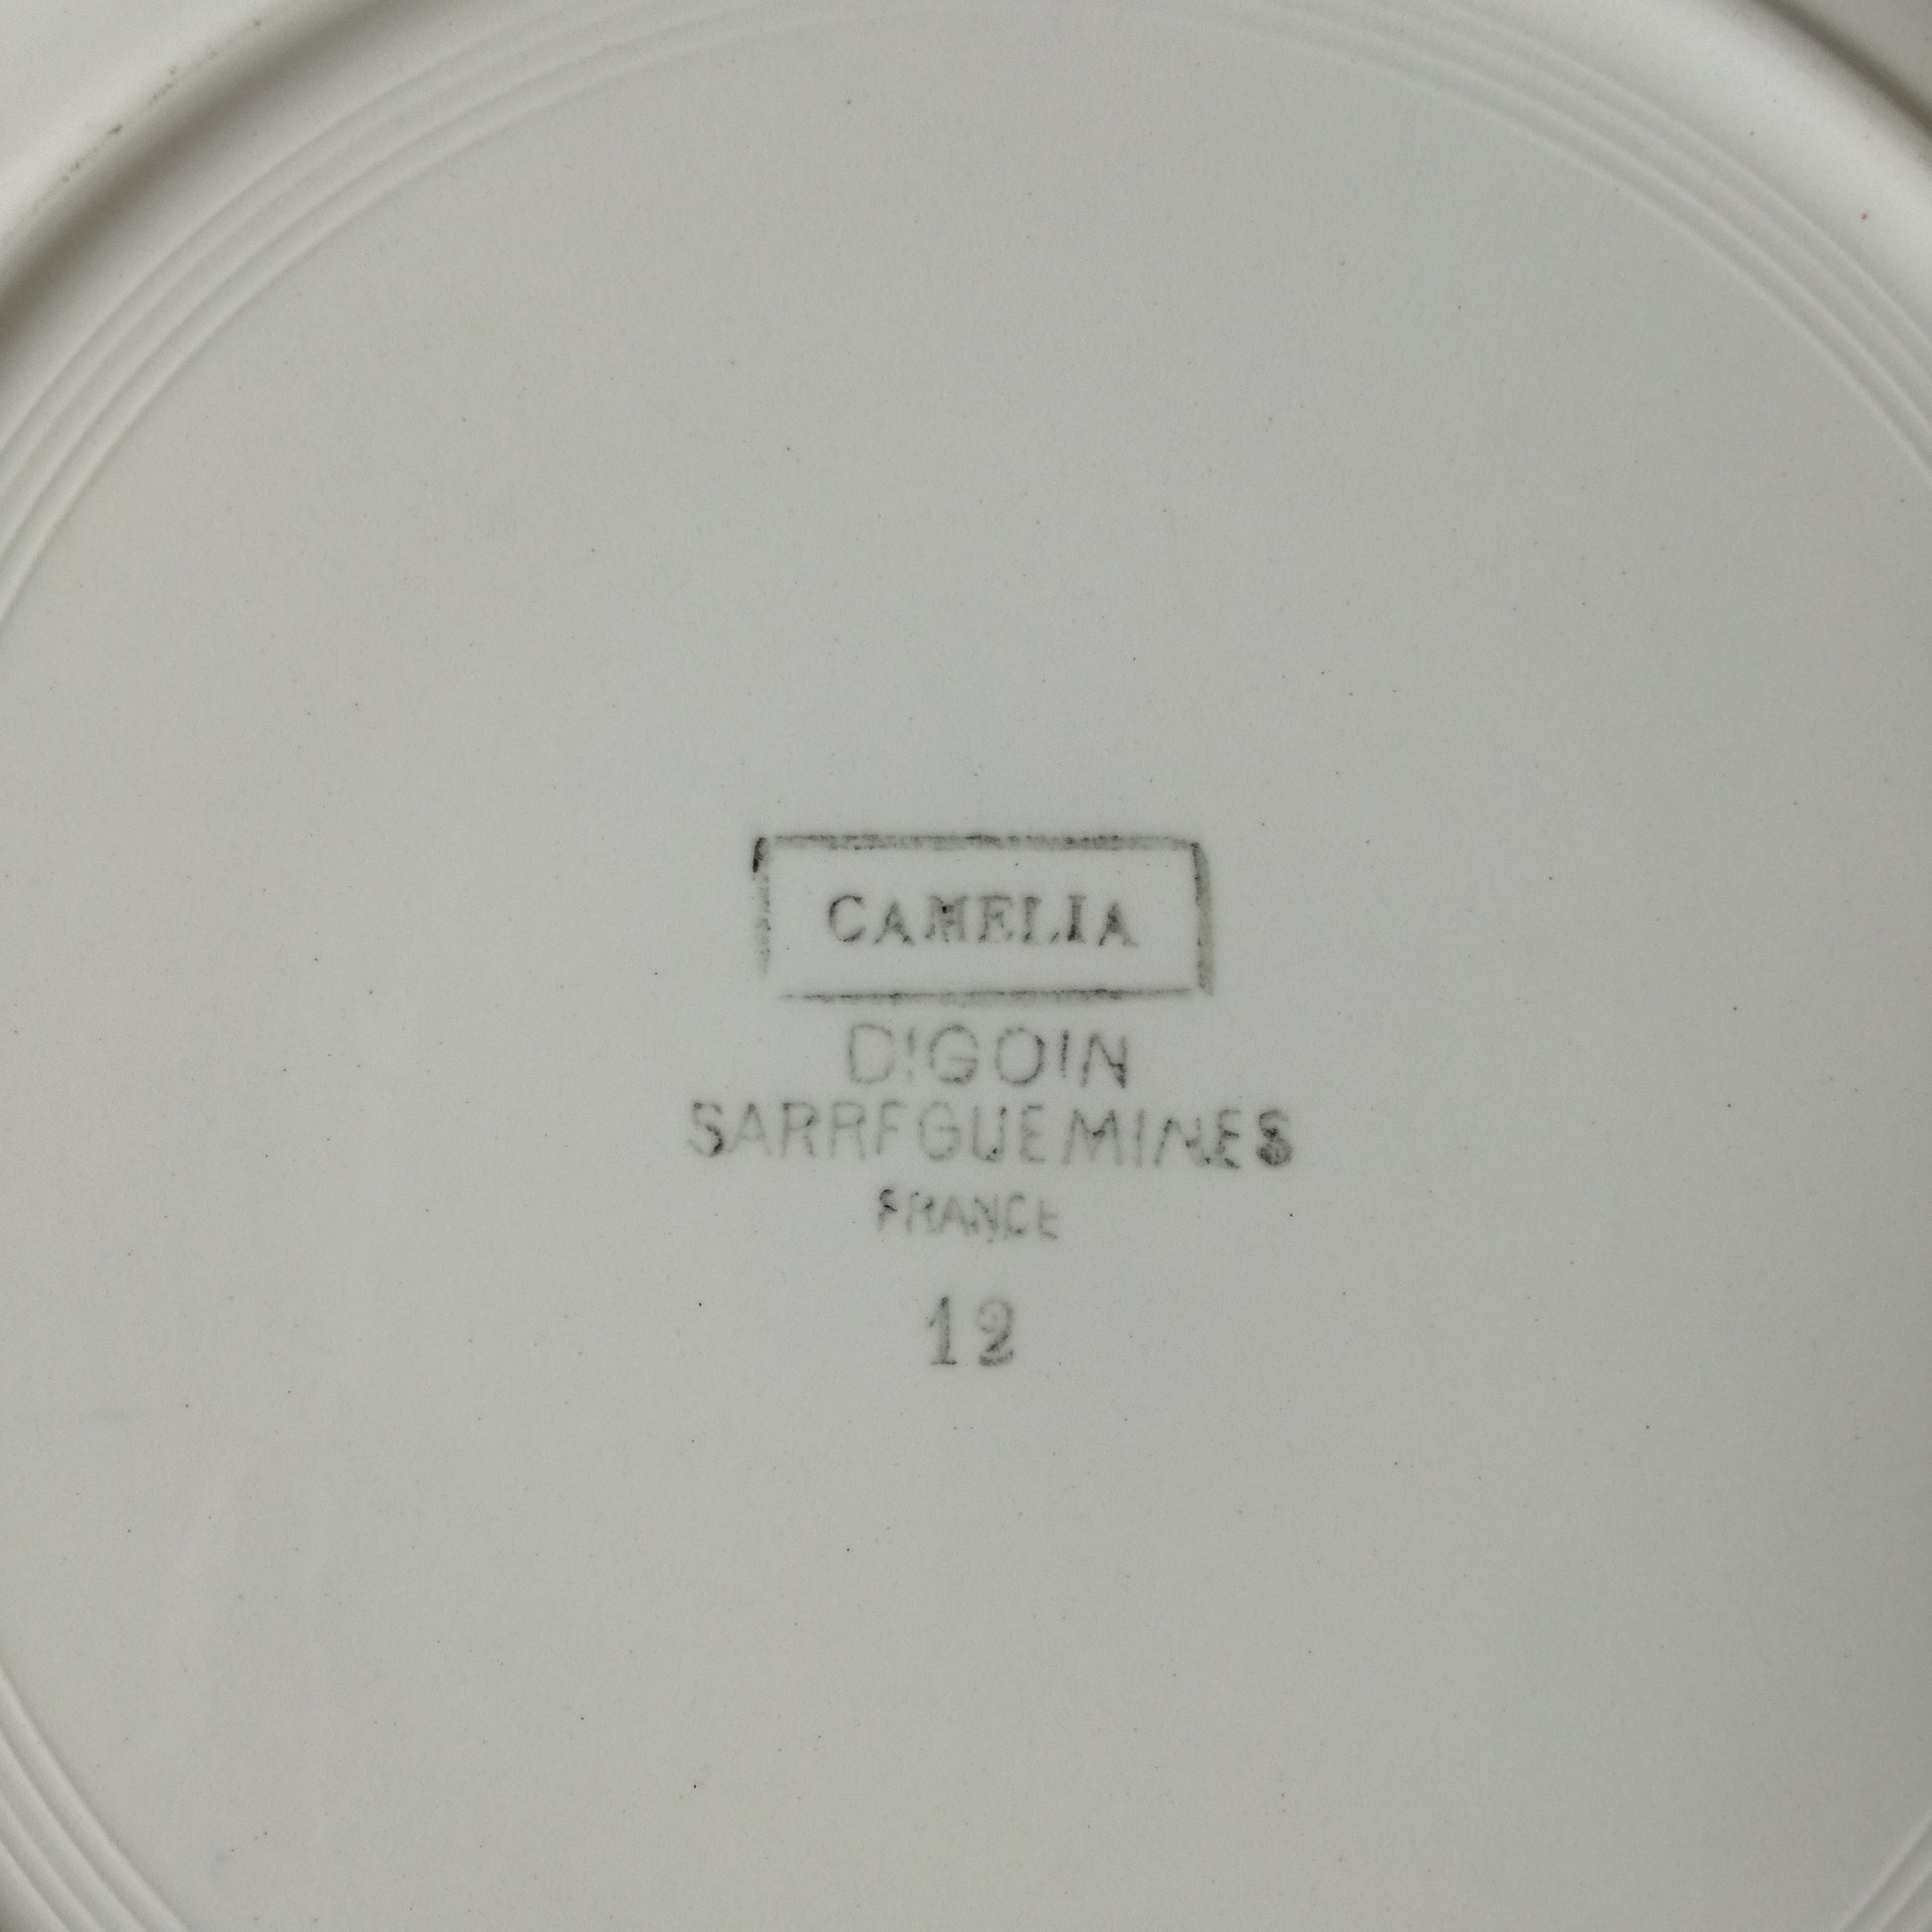 CAMELIA
DIGOIN
SARREGUEMINES
FRANCE
12